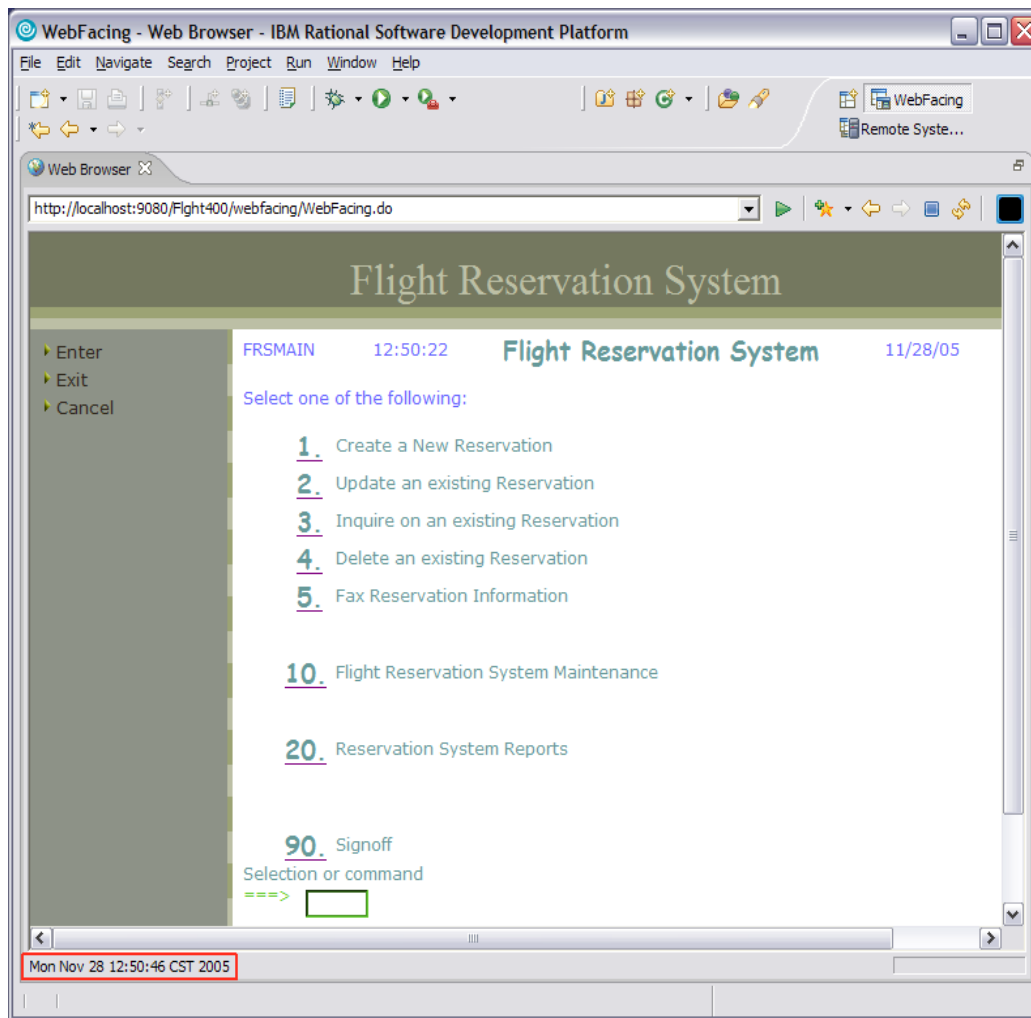 WebFacing - Web Browser - IBM Rational Software Development Platform
File Edit Navigate Search Project Run Window Help
WebFacing
Remote Syste...
Web Browser
http://localhost:9080/Flght400/webfacing/WebFacing.do
Flight Reservation System
Enter
Exit
Cancel
FRSMAIN 12:50:22 Flight Reservation System 11/28/05
Select one of the following:
1. Create a New Reservation
2. Update an existing Reservation
3. Inquire on an existing Reservation
4. Delete an existing Reservation
5. Fax Reservation Information
10. Flight Reservation System Maintenance
20. Reservation System Reports
90. Signoff
Selection or command
===>
Mon Nov 28 12:50:46 CST 2005